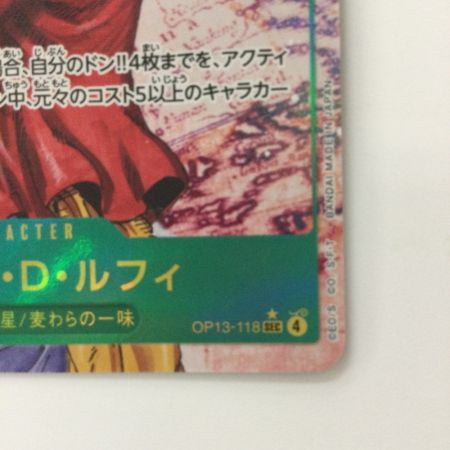 合、自分のドン!!4枚までを、アクティ
ン中、元々のコスト5以上のキャラカー
ACTER
・D・ルフィ
星/麦わらの一味
OP13-118 SEC 4
©E.O/S. CO. S, F. T BANDAI MADE IN JAPAN